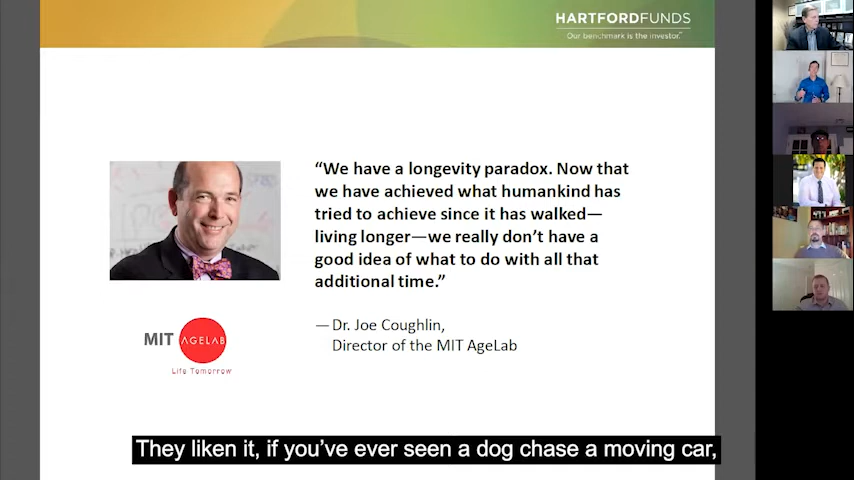 HARTFORDFUNDS
Our benchmark is the investor.℠
“We have a longevity paradox. Now that
we have achieved what humankind has
tried to achieve since it has walked—
living longer—we really don’t have a
good idea of what to do with all that
additional time.”
— Dr. Joe Coughlin,
Director of the MIT AgeLab
MIT AGELAB
Life Tomorrow
They liken it, if you’ve ever seen a dog chase a moving car,